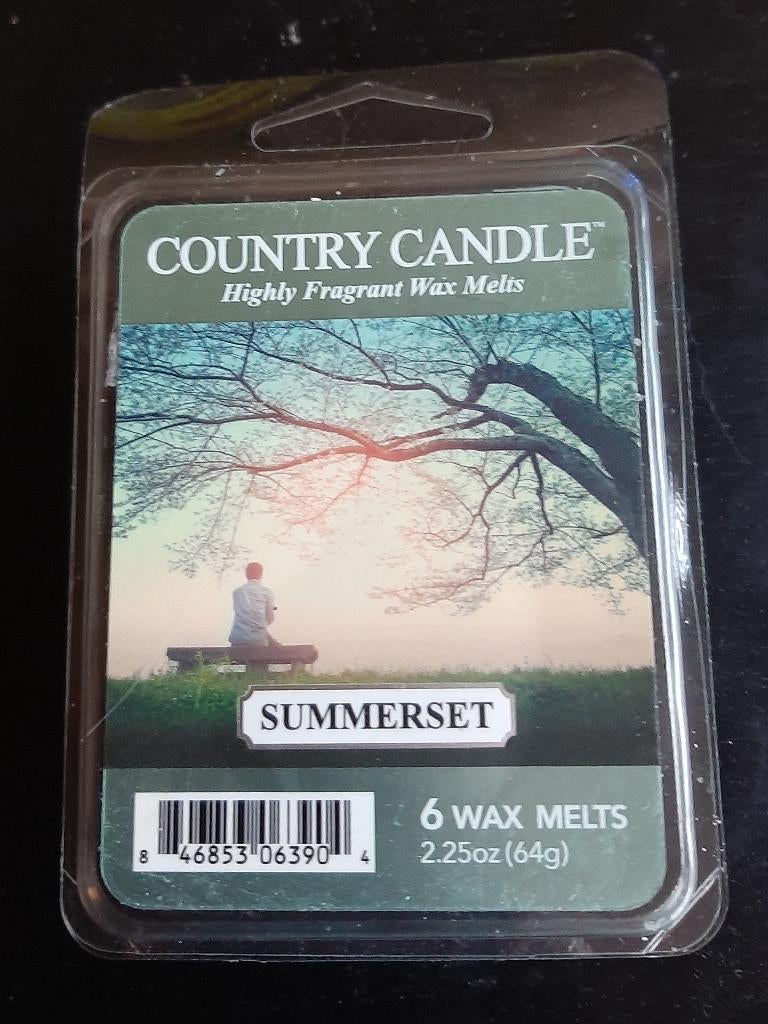 COUNTRY CANDLE™
Highly Fragrant Wax Melts
SUMMERSET
6 WAX MELTS
2.25oz (64g)
8 46853 06390 4